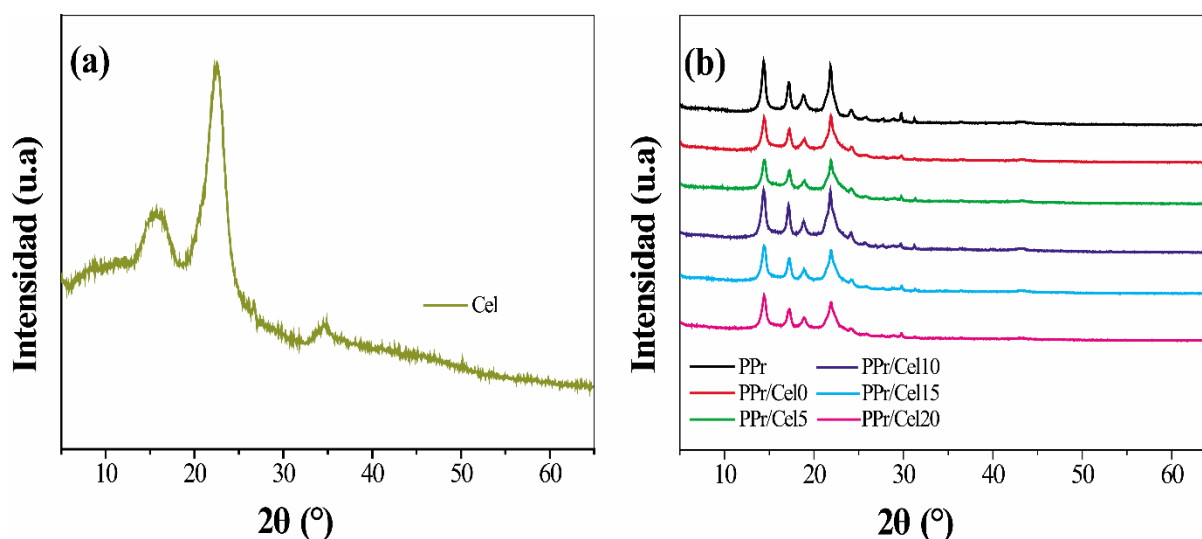 (a)
Intensidad (u.a)
Cel
10 20 30 40 50 60
2θ (°)
(b)
Intensidad (u.a)
PPr
PPr/Cel0
PPr/Cel5
PPr/Cel10
PPr/Cel15
PPr/Cel20
10 20 30 40 50 60
2θ (°)